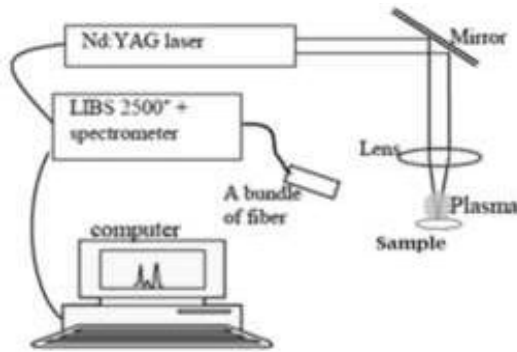 Nd:YAG laser
Mirror
LIBS 2500" +
spectrometer
Lens
A bundle
of fiber
Plasma
Sample
computer